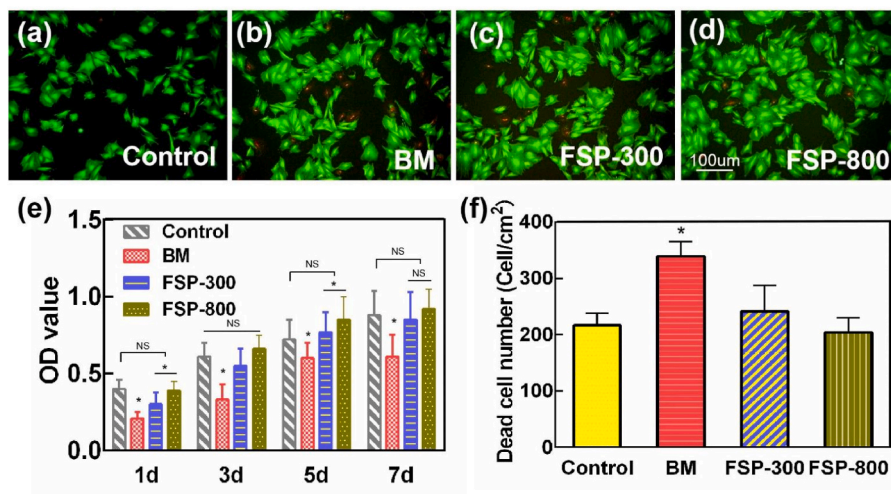 (a)
Control
(b)
BM
(c)
FSP-300
(d)
100um
FSP-800
(e)
OD value
1.5
1.0
0.5
0.0
Control
BM
FSP-300
FSP-800
NS
*
*
NS
*
NS
*
*
NS
NS
*
1d 3d 5d 7d
(f)
Dead cell number (Cell/cm²)
400
300
200
100
0
*
Control BM FSP-300 FSP-800